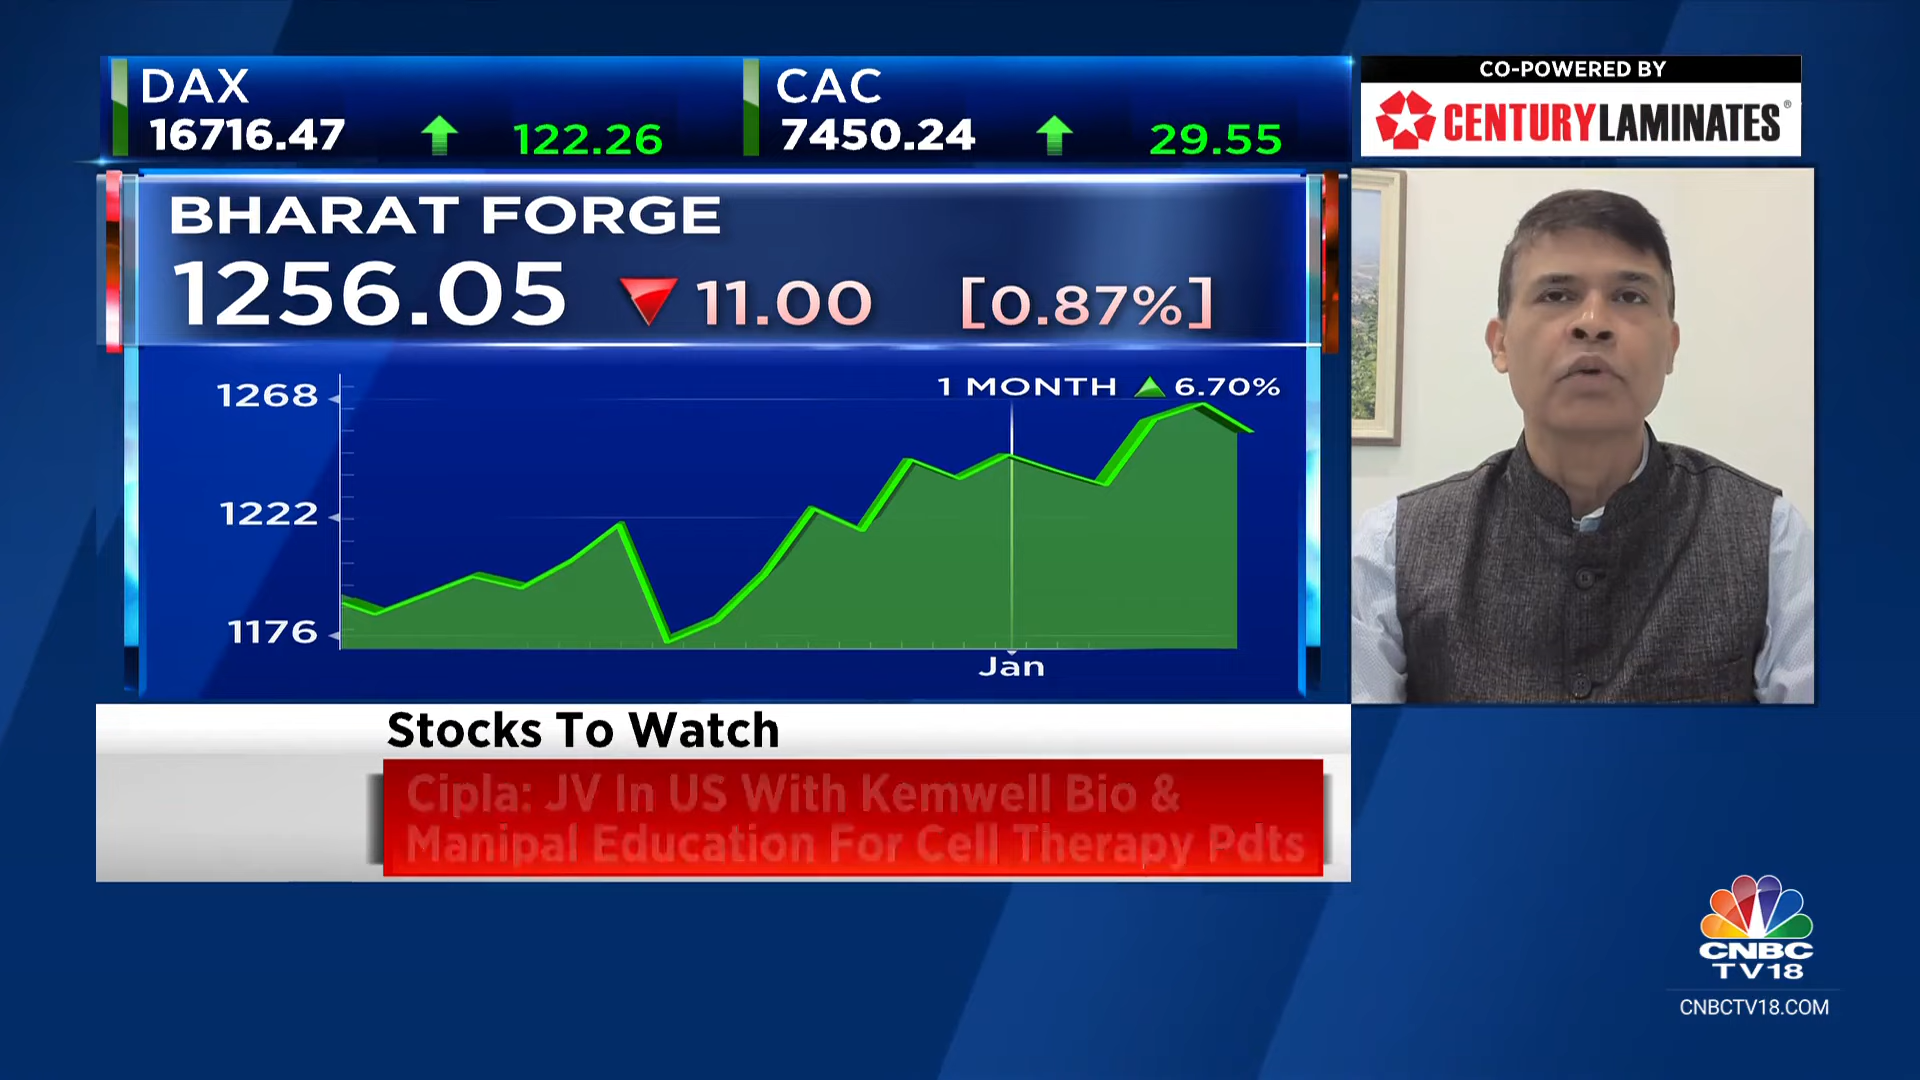 DAX
16716.47 122.26
CAC
7450.24 29.55
CO-POWERED BY
CENTURYLAMINATES®
BHARAT FORGE
1256.05 11.00 [0.87%]
1 MONTH 6.70%
1268
1222
1176
Jan
Stocks To Watch
Cipla: JV In US With Kemwell Bio &
Manipal Education For Cell Therapy Pdts
CNBC
TV18
CNBCTV18.COM